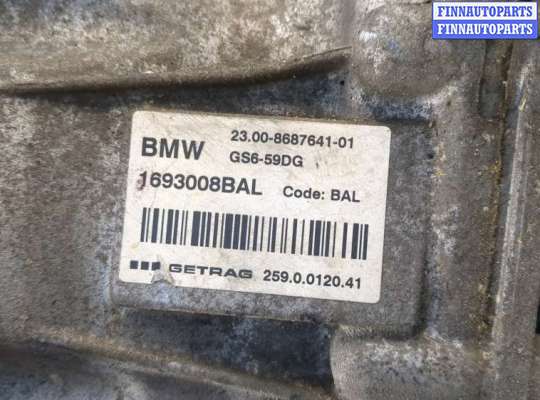 FINNAUTOPARTS
FINNAUTOPARTS
BMW
23.00-8687641-01
GS6-59DG
1693008BAL Code: BAL
GETRAG 259.0.0120.41